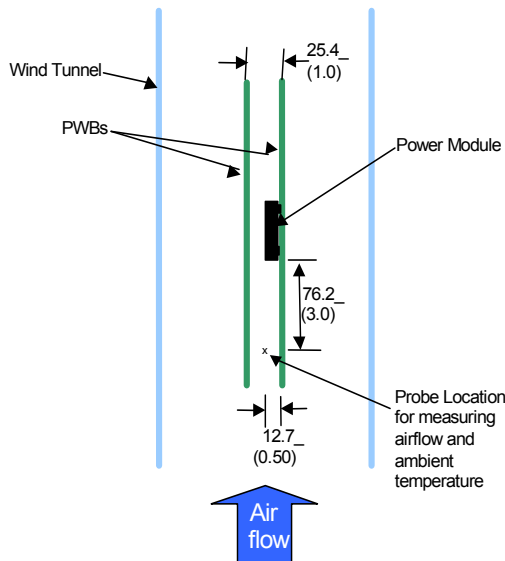 25.4_
(1.0)
Wind Tunnel
PWBs
Power Module
76.2_
(3.0)
x
Probe Location
for measuring
airflow and
ambient
temperature
12.7_
(0.50)
Air
flow